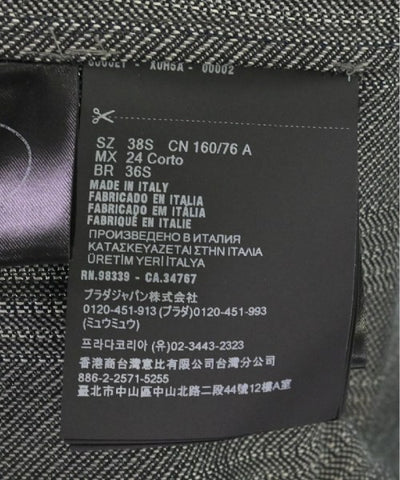 SZ 38S CN 160/76 A
MX 24 Corto
BR 36S
MADE IN ITALY
FABRICADO EN ITALIA
FABRICADO EM ITÁLIA
FABRIQUÉ EN ITALIE
ПРОИЗВЕДЕНО В ИТАЛИЯ
ΚΑΤΑΣΚΕΥΑΖΕΤΑΙ ΣΤΗΝ ΙΤΑΛΙΑ
ÜRETİM YERİ İTALYA
RN.98339 - CA.34767
プラダジャパン株式会社
0120-451-913 (プラダ) 0120-451-993
(ミュウミュウ)
프라다코리아 (유) 02-3443-2323
香港商台灣意比有限公司台灣分公司
886-2-2571-5255
臺北市中山區中山北路二段44號12樓A室